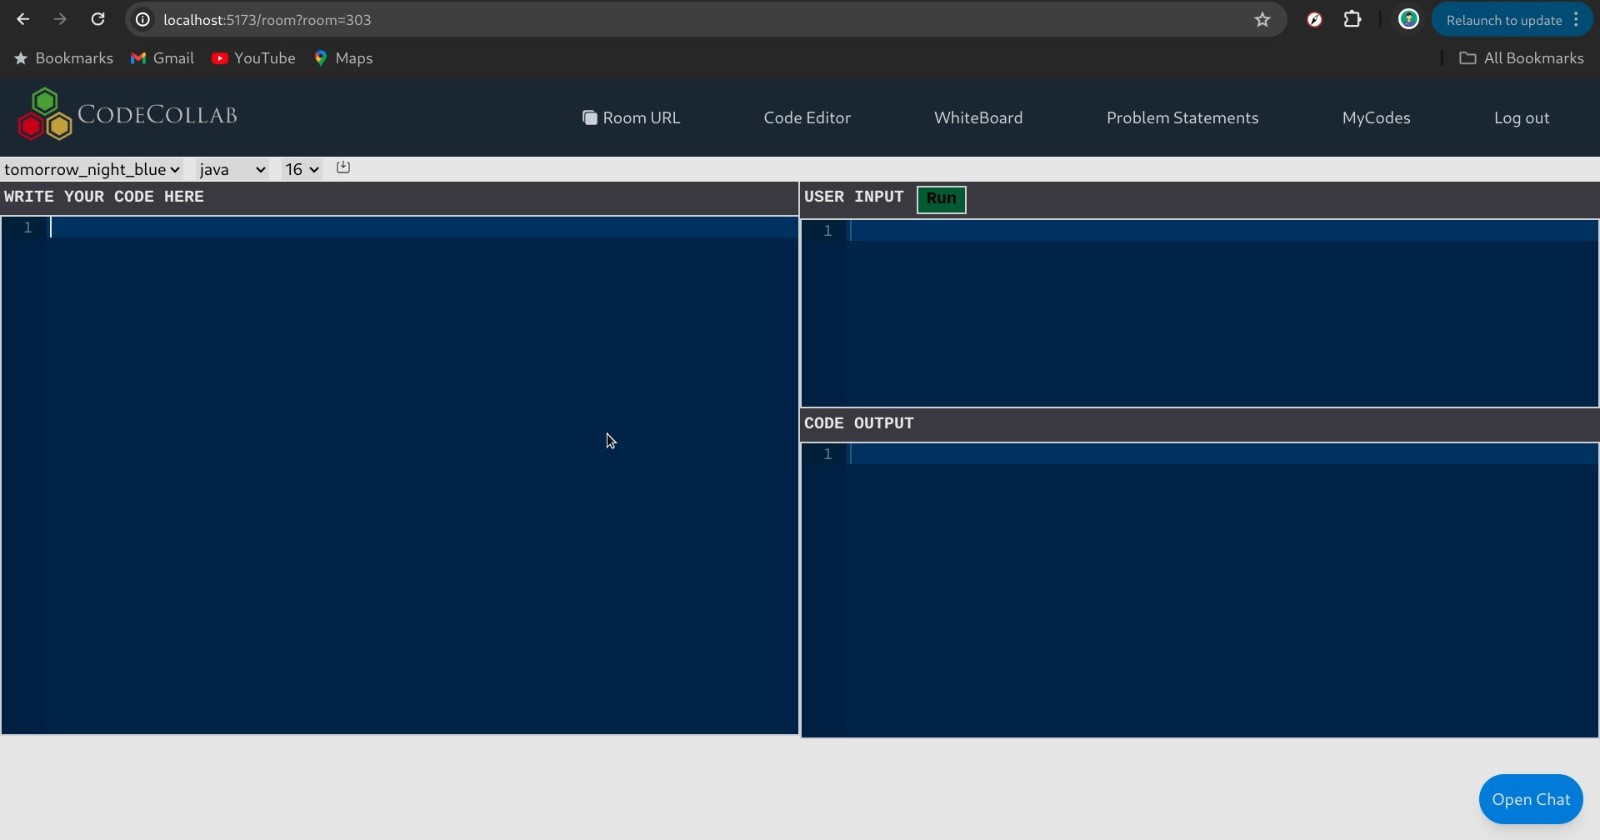 localhost:5173/room?room=303
Relaunch to update
Bookmarks Gmail YouTube Maps All Bookmarks
CODECOLLAB Room URL Code Editor WhiteBoard Problem Statements MyCodes Log out
tomorrow_night_blue java 16
WRITE YOUR CODE HERE
1
USER INPUT Run
1
CODE OUTPUT
1
Open Chat